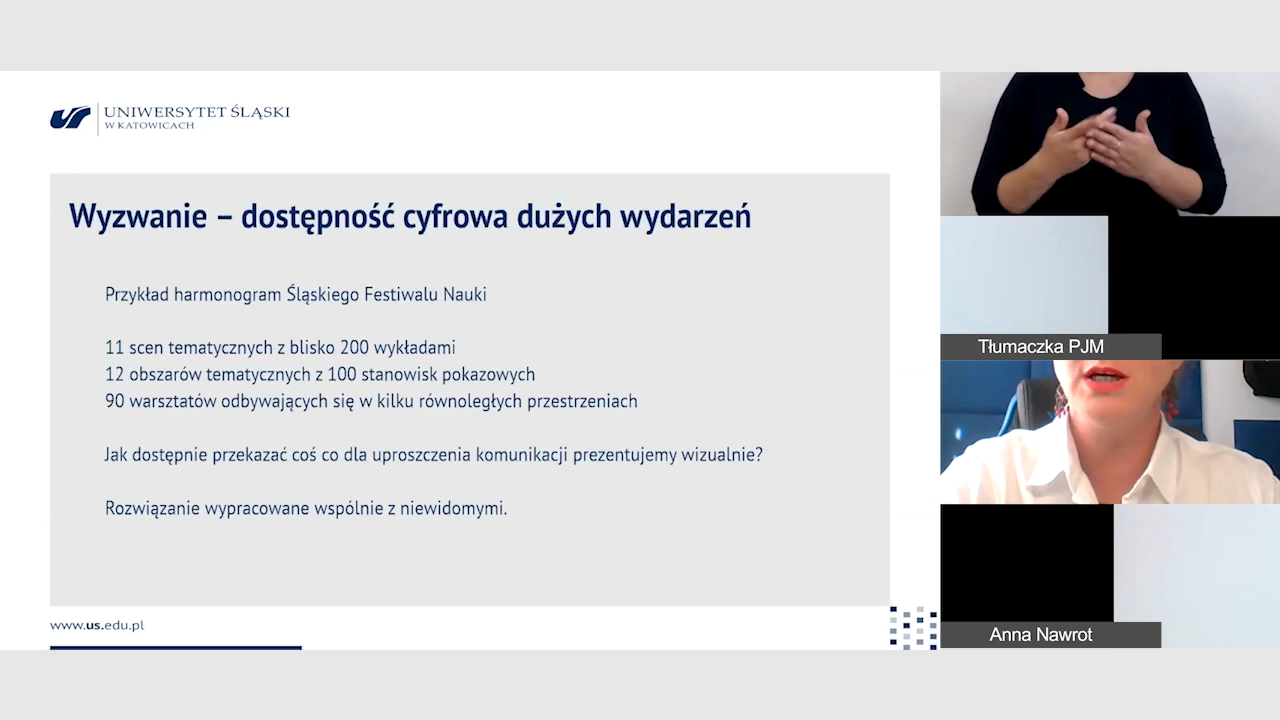 UNIWERSYTET ŚLĄSKI
W KATOWICACH
Wyzwanie – dostępność cyfrowa dużych wydarzeń
Przykład harmonogram Śląskiego Festiwalu Nauki
11 scen tematycznych z blisko 200 wykładami
12 obszarów tematycznych z 100 stanowisk pokazowych
90 warsztatów odbywających się w kilku równoległych przestrzeniach
Jak dostępnie przekazać coś co dla uproszczenia komunikacji prezentujemy wizualnie?
Rozwiązanie wypracowane wspólnie z niewidomymi.
www.us.edu.pl
Tłumaczka PJM
Anna Nawrot